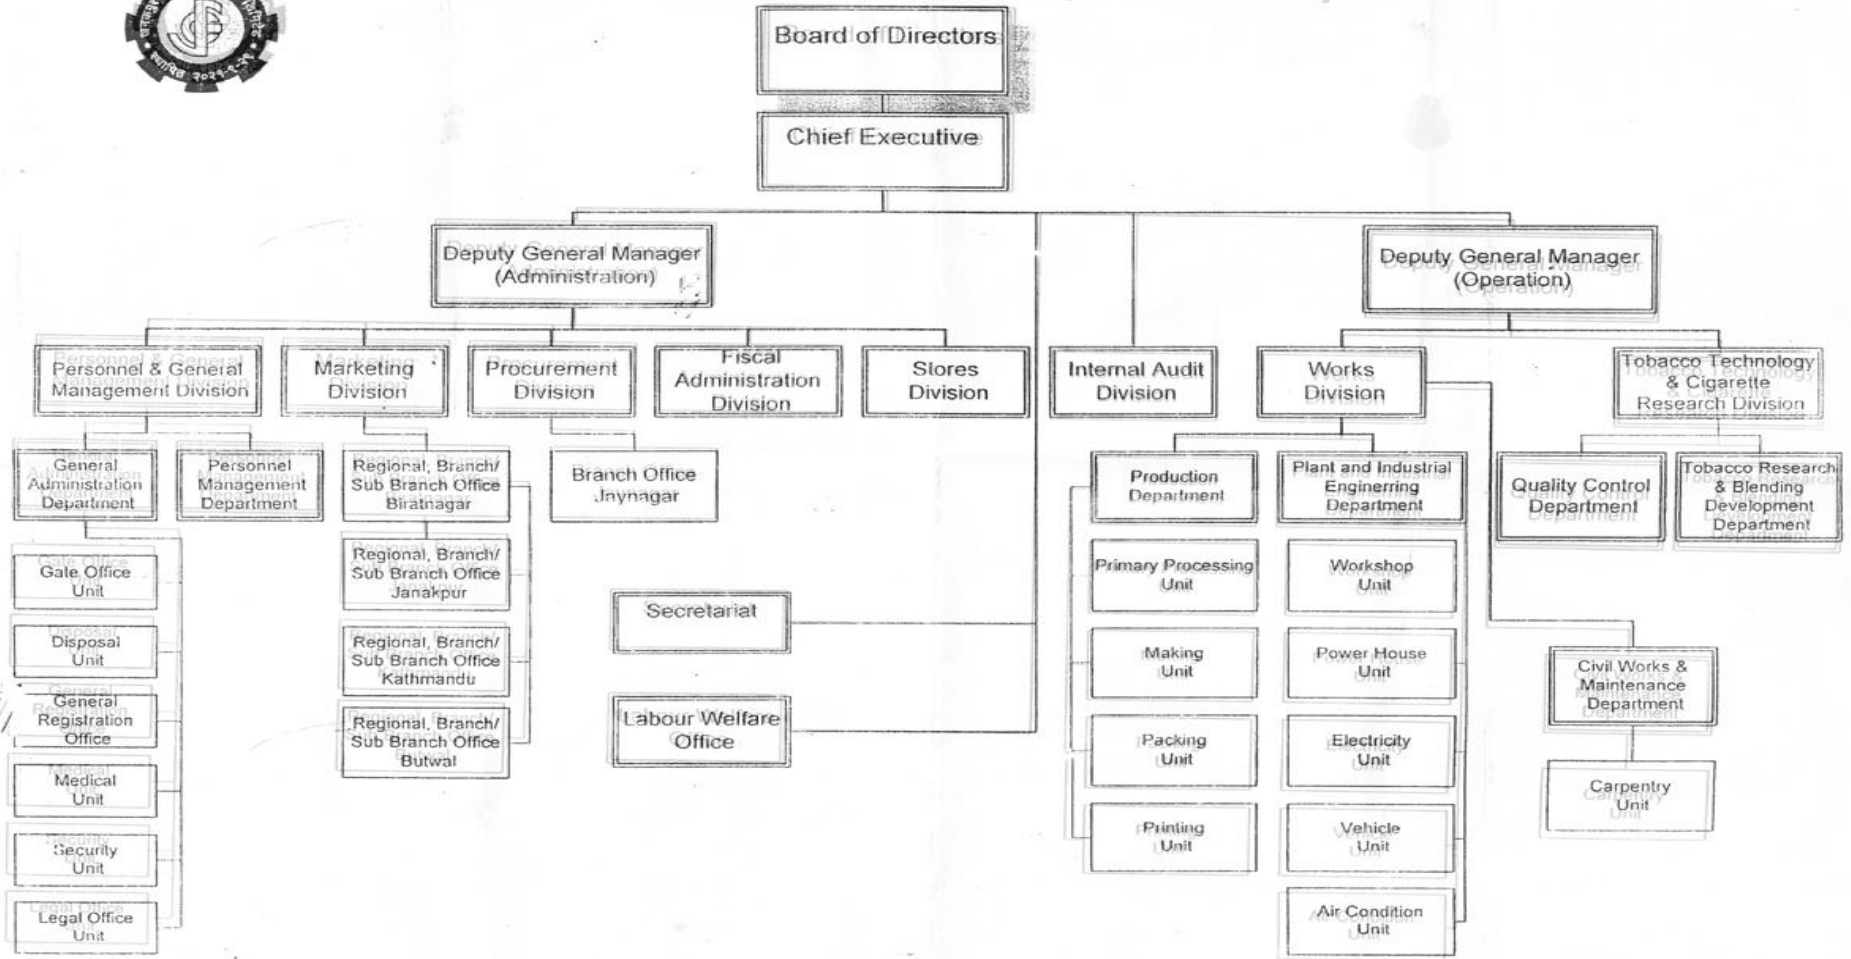 स्थापित २०२१-९-२९
Board of Directors
Chief Executive
Deputy General Manager
(Administration)
Deputy General Manager
(Operation)
Personnel & General
Management Division
Marketing
Division
Procurement
Division
Fiscal
Administration
Division
Stores
Division
Internal Audit
Division
Works
Division
Tobacco Technology
& Cigarette
Research Division
General
Administration
Department
Personnel
Management
Department
Regional, Branch/
Sub Branch Office
Biratnagar
Branch Office
Jaynagar
Production
Department
Plant and Industrial
Enginerring
Department
Quality Control
Department
Tobacco Research
& Blending
Development
Department
Gate Office
Unit
Disposal
Unit
General
Registration
Office
Medical
Unit
Security
Unit
Legal Office
Unit
Regional, Branch/
Sub Branch Office
Janakpur
Regional, Branch/
Sub Branch Office
Kathmandu
Regional, Branch/
Sub Branch Office
Butwal
Secretariat
Labour Welfare
Office
Primary Processing
Unit
Making
Unit
Packing
Unit
Printing
Unit
Workshop
Unit
Power House
Unit
Electricity
Unit
Vehicle
Unit
Air Condition
Unit
Civil Works &
Maintenance
Department
Carpentry
Unit